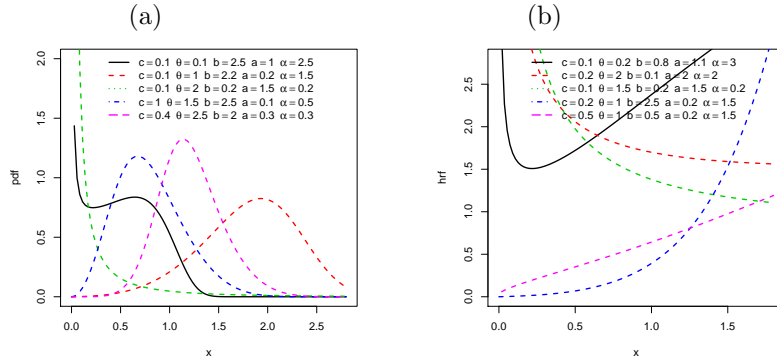 (a)
(b)
c = 0.1 θ = 0.1 b = 2.5 a = 1 α = 2.5
c = 0.1 θ = 1 b = 2.2 a = 0.2 α = 1.5
c = 0.1 θ = 2 b = 0.2 a = 1.5 α = 0.2
c = 1 θ = 1.5 b = 2.5 a = 0.1 α = 0.5
c = 0.4 θ = 2.5 b = 2 a = 0.3 α = 0.3
pdf
0.0
0.5
1.0
1.5
2.0
0.0 0.5 1.0 1.5 2.0 2.5
x
c = 0.1 θ = 0.2 b = 0.8 a = 1.1 α = 3
c = 0.2 θ = 2 b = 0.1 a = 2 α = 2
c = 0.1 θ = 1.5 b = 0.2 a = 1.5 α = 0.2
c = 0.2 θ = 1 b = 2.5 a = 0.2 α = 1.5
c = 0.5 θ = 1 b = 0.5 a = 0.2 α = 1.5
hrf
0.0
0.5
1.0
1.5
2.0
2.5
0.0 0.5 1.0 1.5
x